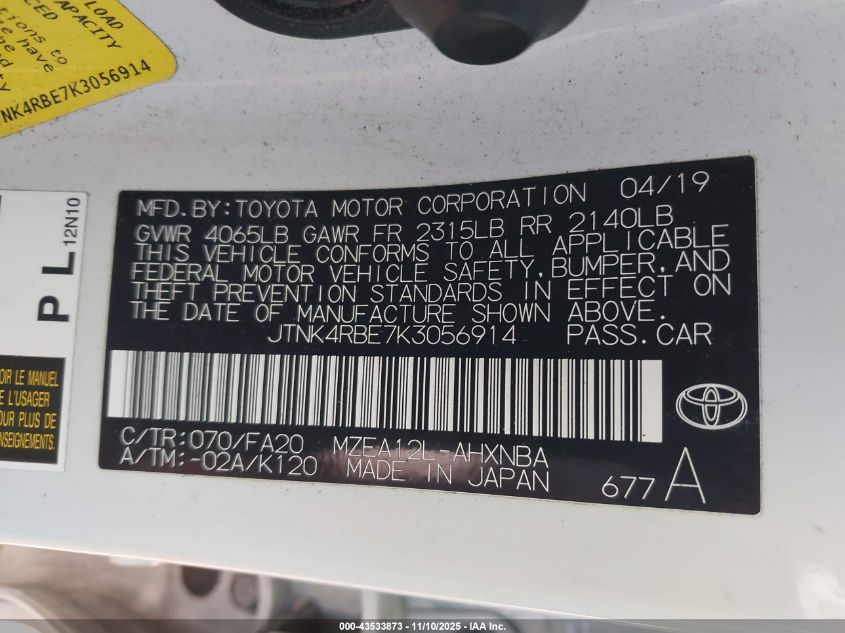 LOAD
CAPACITY
JTNK4RBE7K3056914
P L
12N10
OIR LE MANUEL
E L'USAGER
OUR PLUS DE
MFD.BY:TOYOTA MOTOR CORPORATION 04/19
GVWR 4065LB GAWR FR 2315LB RR 2140LB
THIS VEHICLE CONFORMS TO ALL APPLICABLE
FEDERAL MOTOR VEHICLE SAFETY,BUMPER,AND
THEFT PREVENTION STANDARDS IN EFFECT ON
THE DATE OF MANUFACTURE SHOWN ABOVE.
JTNK4RBE7K3056914 PASS.CAR
C/TR:070/FA20 MZEA12L-AHXNBA
A/TM:-02A/K120 MADE IN JAPAN
677 A
000-43533873 - 11/10/2025 - IAA Inc.